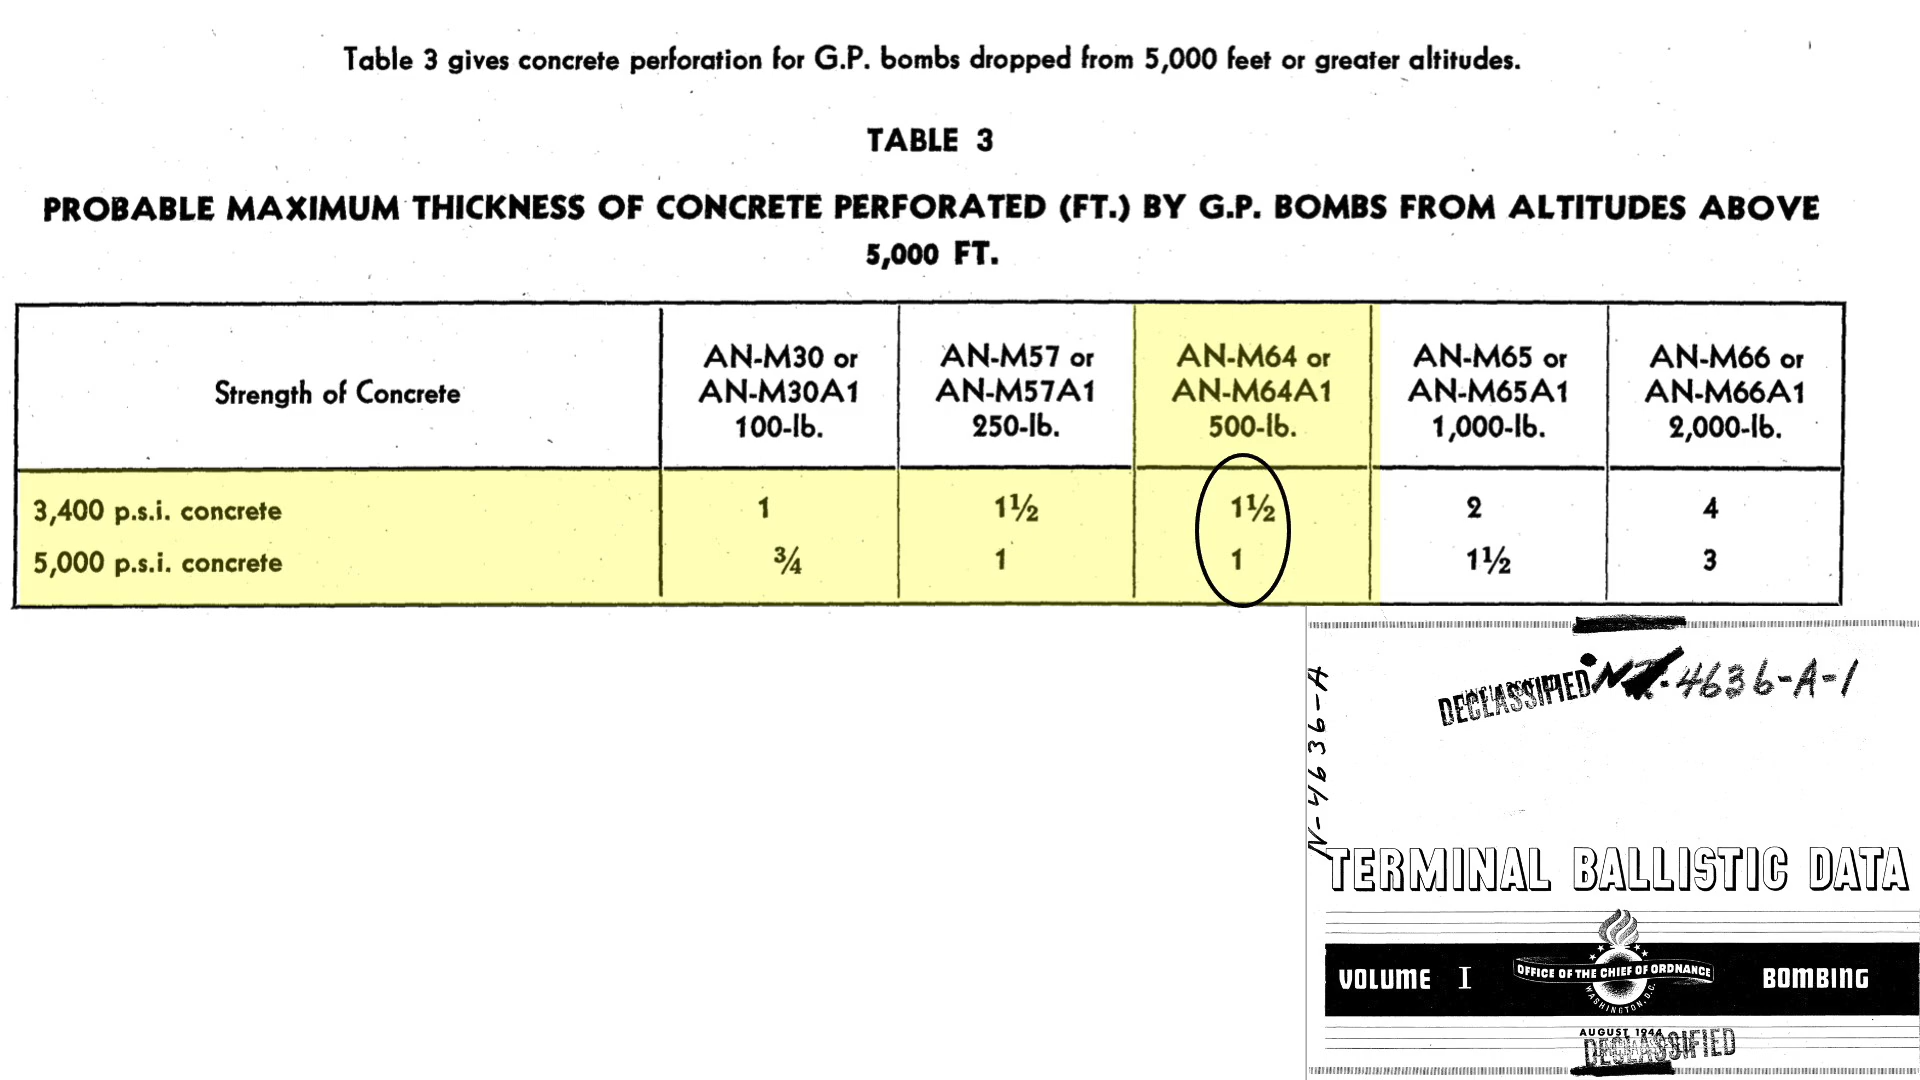 Table 3 gives concrete perforation for G.P. bombs dropped from 5,000 feet or greater altitudes.
TABLE 3
PROBABLE MAXIMUM THICKNESS OF CONCRETE PERFORATED (FT.) BY G.P. BOMBS FROM ALTITUDES ABOVE
5,000 FT.
Strength of Concrete
AN-M30 or
AN-M30A1
100-lb.
AN-M57 or
AN-M57A1
250-lb.
AN-M64 or
AN-M64A1
500-lb.
AN-M65 or
AN-M65A1
1,000-lb.
AN-M66 or
AN-M66A1
2,000-lb.
3,400 p.s.i. concrete 1 1½ 1½ 2 4
5,000 p.s.i. concrete ¾ 1 1 1½ 3
DECLASSIFIED
4636-A-1
N-4636-A
TERMINAL BALLISTIC DATA
VOLUME I
OFFICE OF THE CHIEF OF ORDNANCE
WASHINGTON, D.C.
BOMBING
AUGUST 1944
DECLASSIFIED